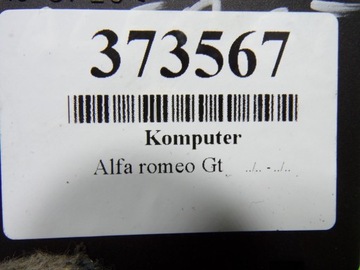 373567
Komputer
Alfa romeo Gt ../.. - ../..